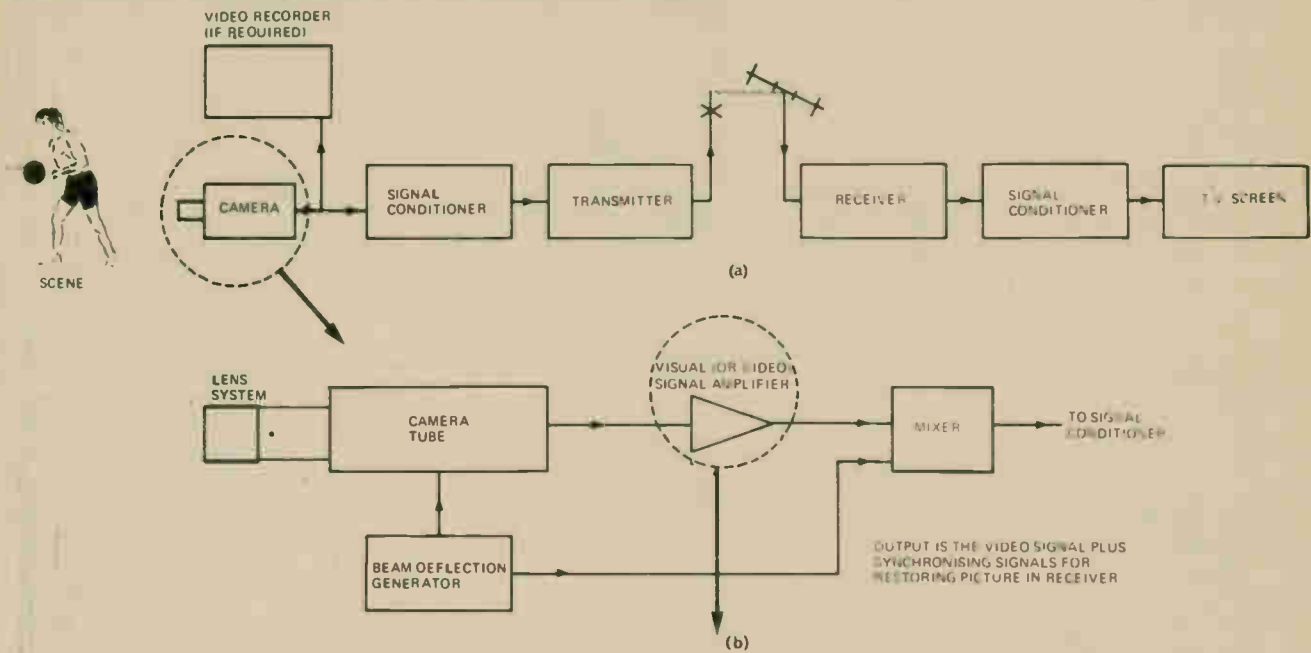 VIDEO RECORDER
(IF REQUIRED)
SCENE
CAMERA
SIGNAL
CONDITIONER
TRANSMITTER
RECEIVER
SIGNAL
CONDITIONER
T.V. SCREEN
(a)
LENS
SYSTEM
CAMERA
TUBE
VISUAL (OR VIDEO)
SIGNAL AMPLIFIER
MIXER
TO SIGNAL
CONDITIONER
BEAM DEFLECTION
GENERATOR
OUTPUT IS THE VIDEO SIGNAL PLUS
SYNCHRONISING SIGNALS FOR
RESTORING PICTURE IN RECEIVER
(b)